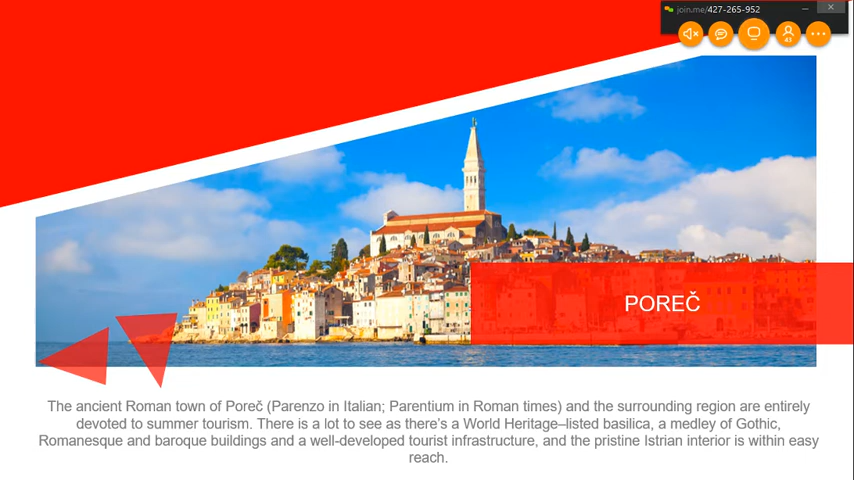 join.me/427-265-952
43
POREČ
The ancient Roman town of Poreč (Parenzo in Italian; Parentium in Roman times) and the surrounding region are entirely
devoted to summer tourism. There is a lot to see as there's a World Heritage–listed basilica, a medley of Gothic,
Romanesque and baroque buildings and a well-developed tourist infrastructure, and the pristine Istrian interior is within easy
reach.